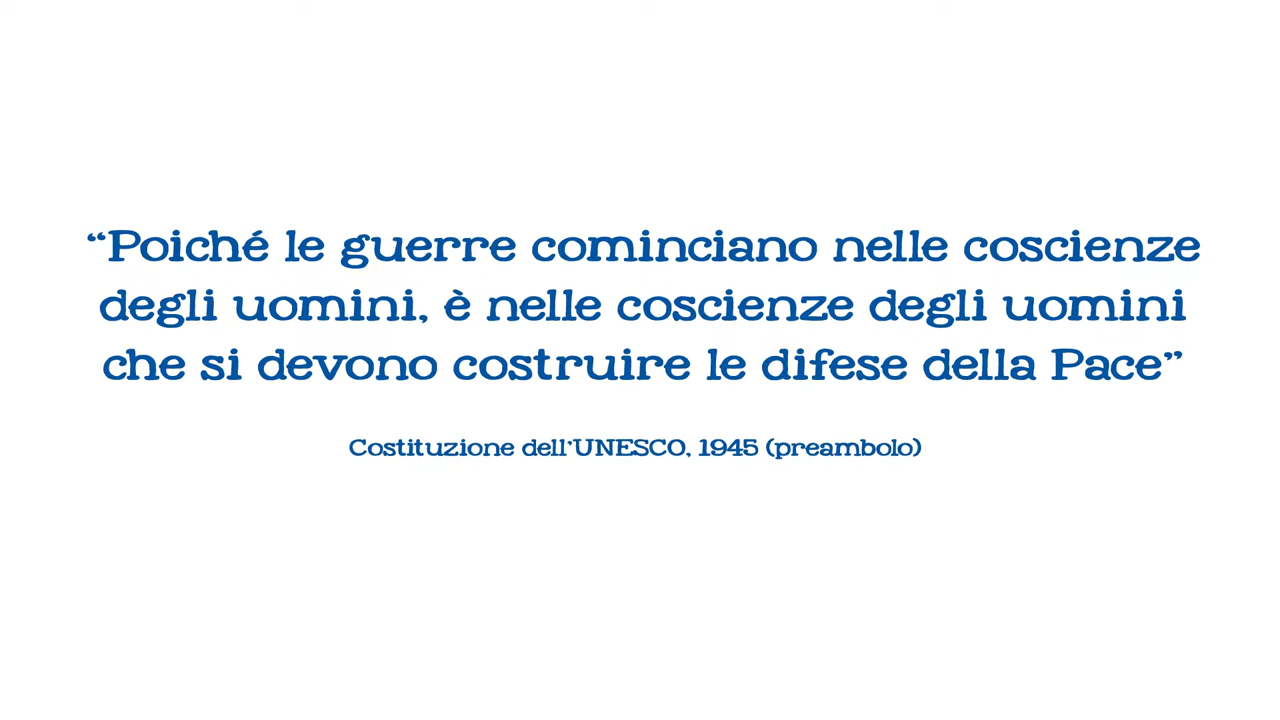 “Poiché le guerre cominciano nelle coscienze
degli uomini, è nelle coscienze degli uomini
che si devono costruire le difese della Pace”
Costituzione dell’UNESCO, 1945 (preambolo)